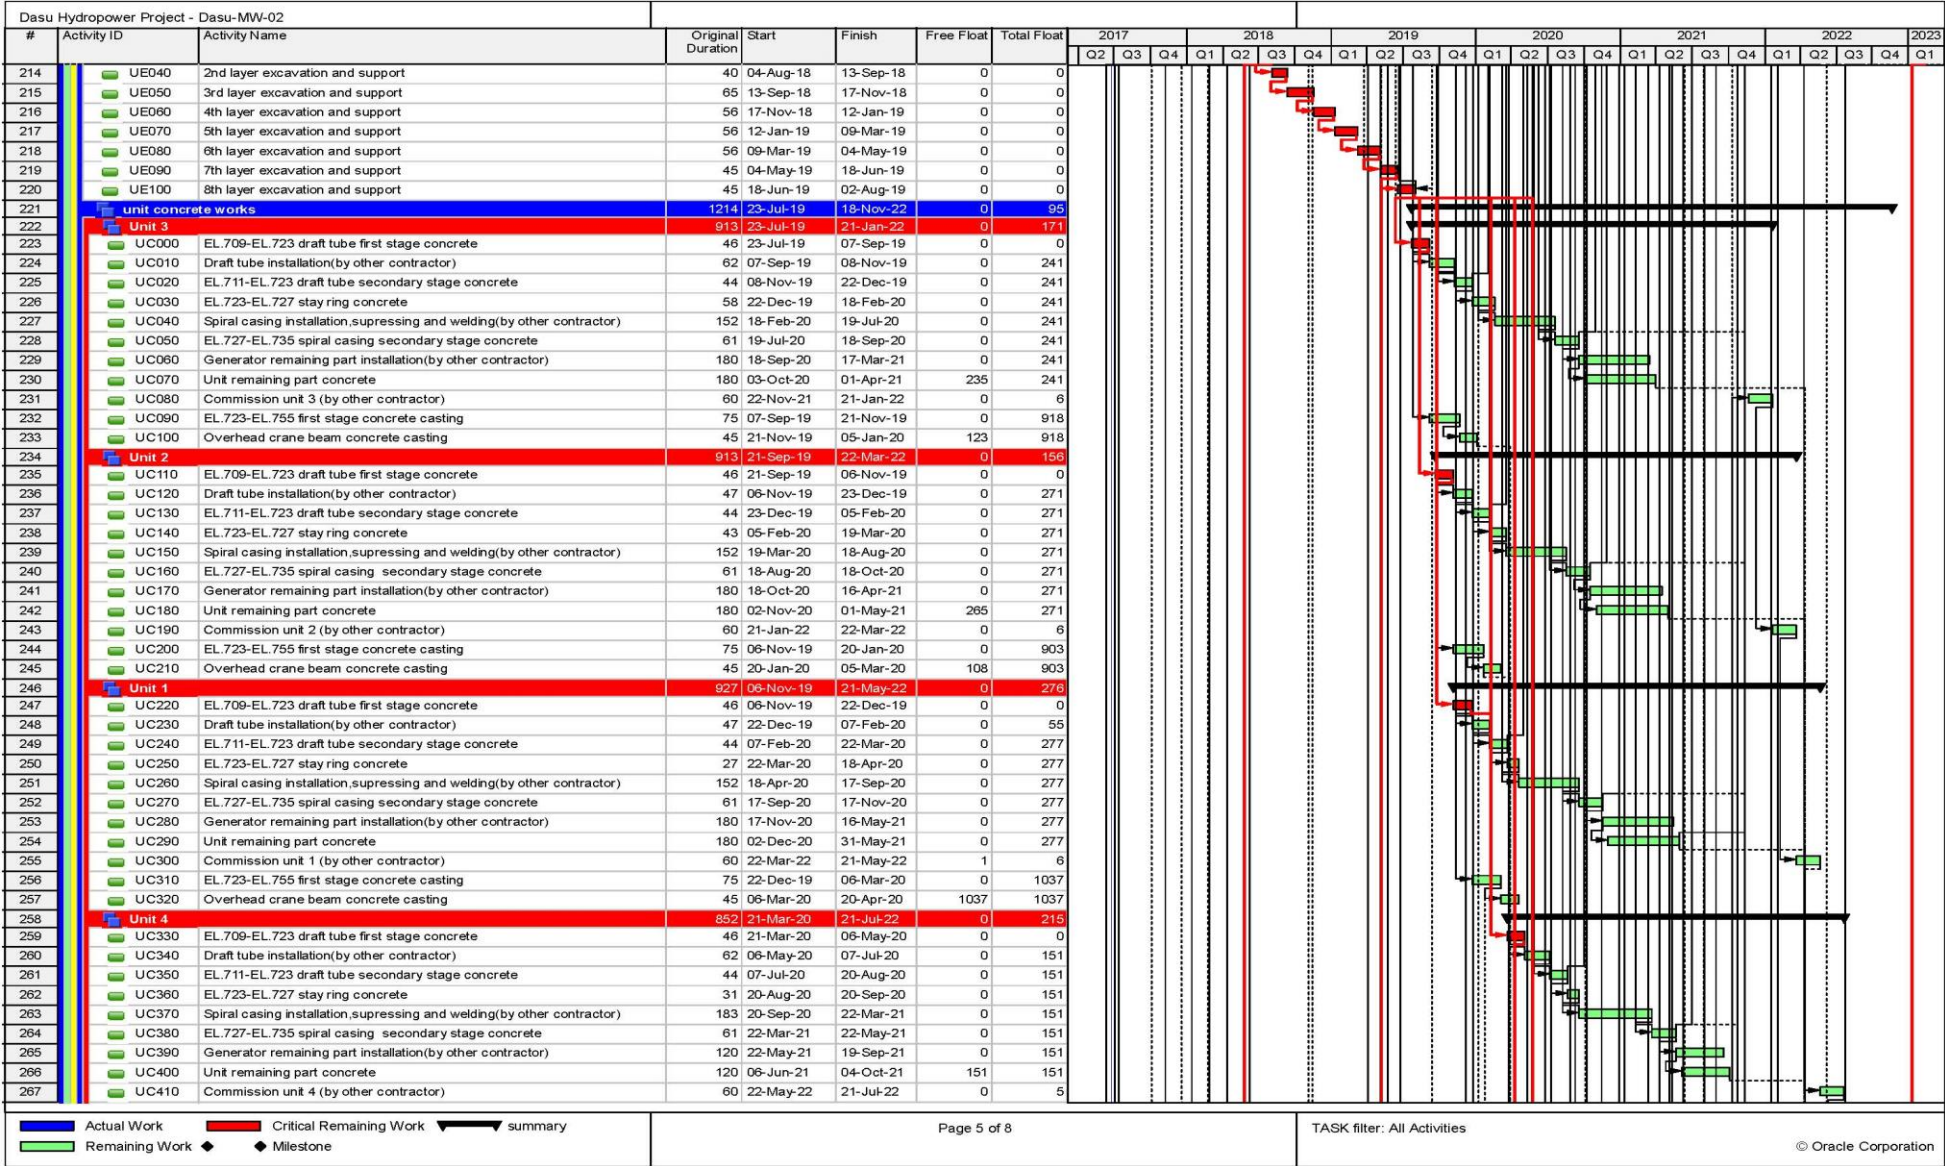 Dasu Hydropower Project - Dasu-MW-02
# Activity ID Activity Name Original Duration Start Finish Free Float Total Float 2017 2018 2019 2020 2021 2022 2023
Q2 Q3 Q4 Q1 Q2 Q3 Q4 Q1 Q2 Q3 Q4 Q1 Q2 Q3 Q4 Q1 Q2 Q3 Q4 Q1 Q2 Q3 Q4 Q1
214 UE040 2nd layer excavation and support 40 04-Aug-18 13-Sep-18 0 0
215 UE050 3rd layer excavation and support 65 13-Sep-18 17-Nov-18 0 0
216 UE060 4th layer excavation and support 56 17-Nov-18 12-Jan-19 0 0
217 UE070 5th layer excavation and support 56 12-Jan-19 09-Mar-19 0 0
218 UE080 6th layer excavation and support 56 09-Mar-19 04-May-19 0 0
219 UE090 7th layer excavation and support 45 04-May-19 18-Jun-19 0 0
220 UE100 8th layer excavation and support 45 18-Jun-19 02-Aug-19 0 0
221 unit concrete works 1214 23-Jul-19 18-Nov-22 0 95
222 Unit 3 913 23-Jul-19 21-Jan-22 0 171
223 UC000 EL.709-EL.723 draft tube first stage concrete 46 23-Jul-19 07-Sep-19 0 0
224 UC010 Draft tube installation(by other contractor) 62 07-Sep-19 08-Nov-19 0 241
225 UC020 EL.711-EL.723 draft tube secondary stage concrete 44 08-Nov-19 22-Dec-19 0 241
226 UC030 EL.723-EL.727 stay ring concrete 58 22-Dec-19 18-Feb-20 0 241
227 UC040 Spiral casing installation,supressing and welding(by other contractor) 152 18-Feb-20 19-Jul-20 0 241
228 UC050 EL.727-EL.735 spiral casing secondary stage concrete 61 19-Jul-20 18-Sep-20 0 241
229 UC060 Generator remaining part installation(by other contractor) 180 18-Sep-20 17-Mar-21 0 241
230 UC070 Unit remaining part concrete 180 03-Oct-20 01-Apr-21 235 241
231 UC080 Commission unit 3 (by other contractor) 60 22-Nov-21 21-Jan-22 0 6
232 UC090 EL.723-EL.755 first stage concrete casting 75 07-Sep-19 21-Nov-19 0 918
233 UC100 Overhead crane beam concrete casting 45 21-Nov-19 05-Jan-20 123 918
234 Unit 2 913 21-Sep-19 22-Mar-22 0 156
235 UC110 EL.709-EL.723 draft tube first stage concrete 46 21-Sep-19 06-Nov-19 0 0
236 UC120 Draft tube installation(by other contractor) 47 06-Nov-19 23-Dec-19 0 271
237 UC130 EL.711-EL.723 draft tube secondary stage concrete 44 23-Dec-19 05-Feb-20 0 271
238 UC140 EL.723-EL.727 stay ring concrete 43 05-Feb-20 19-Mar-20 0 271
239 UC150 Spiral casing installation,supressing and welding(by other contractor) 152 19-Mar-20 18-Aug-20 0 271
240 UC160 EL.727-EL.735 spiral casing secondary stage concrete 61 18-Aug-20 18-Oct-20 0 271
241 UC170 Generator remaining part installation(by other contractor) 180 18-Oct-20 16-Apr-21 0 271
242 UC180 Unit remaining part concrete 180 02-Nov-20 01-May-21 265 271
243 UC190 Commission unit 2 (by other contractor) 60 21-Jan-22 22-Mar-22 0 6
244 UC200 EL.723-EL.755 first stage concrete casting 75 06-Nov-19 20-Jan-20 0 903
245 UC210 Overhead crane beam concrete casting 45 20-Jan-20 05-Mar-20 108 903
246 Unit 1 927 06-Nov-19 21-May-22 0 276
247 UC220 EL.709-EL.723 draft tube first stage concrete 46 06-Nov-19 22-Dec-19 0 0
248 UC230 Draft tube installation(by other contractor) 47 22-Dec-19 07-Feb-20 0 55
249 UC240 EL.711-EL.723 draft tube secondary stage concrete 44 07-Feb-20 22-Mar-20 0 277
250 UC250 EL.723-EL.727 stay ring concrete 27 22-Mar-20 18-Apr-20 0 277
251 UC260 Spiral casing installation,supressing and welding(by other contractor) 152 18-Apr-20 17-Sep-20 0 277
252 UC270 EL.727-EL.735 spiral casing secondary stage concrete 61 17-Sep-20 17-Nov-20 0 277
253 UC280 Generator remaining part installation(by other contractor) 180 17-Nov-20 16-May-21 0 277
254 UC290 Unit remaining part concrete 180 02-Dec-20 31-May-21 0 277
255 UC300 Commission unit 1 (by other contractor) 60 22-Mar-22 21-May-22 1 6
256 UC310 EL.723-EL.755 first stage concrete casting 75 22-Dec-19 06-Mar-20 0 1037
257 UC320 Overhead crane beam concrete casting 45 06-Mar-20 20-Apr-20 1037 1037
258 Unit 4 852 21-Mar-20 21-Jul-22 0 215
259 UC330 EL.709-EL.723 draft tube first stage concrete 46 21-Mar-20 06-May-20 0 0
260 UC340 Draft tube installation(by other contractor) 62 06-May-20 07-Jul-20 0 151
261 UC350 EL.711-EL.723 draft tube secondary stage concrete 44 07-Jul-20 20-Aug-20 0 151
262 UC360 EL.723-EL.727 stay ring concrete 31 20-Aug-20 20-Sep-20 0 151
263 UC370 Spiral casing installation,supressing and welding(by other contractor) 183 20-Sep-20 22-Mar-21 0 151
264 UC380 EL.727-EL.735 spiral casing secondary stage concrete 61 22-Mar-21 22-May-21 0 151
265 UC390 Generator remaining part installation(by other contractor) 120 22-May-21 19-Sep-21 0 151
266 UC400 Unit remaining part concrete 120 06-Jun-21 04-Oct-21 151 151
267 UC410 Commission unit 4 (by other contractor) 60 22-May-22 21-Jul-22 0 5
Actual Work Critical Remaining Work summary Page 5 of 8 TASK filter: All Activities
Remaining Work Milestone © Oracle Corporation